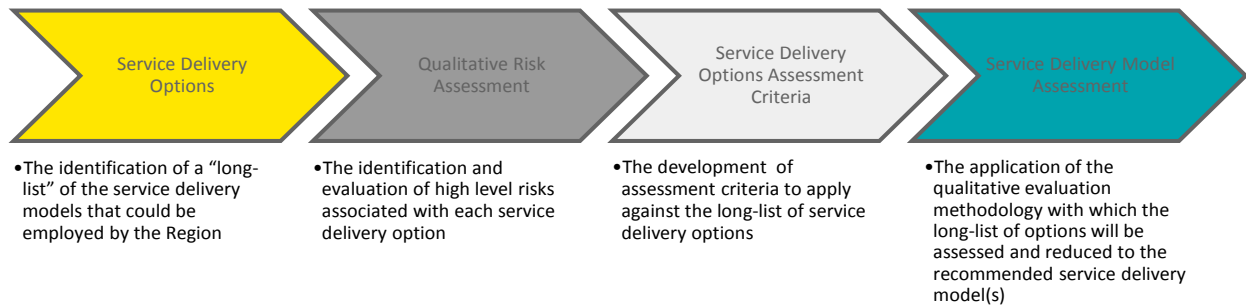 Service Delivery
Options
Qualitative Risk
Assessment
Service Delivery
Options Assessment
Criteria
Service Delivery Model
Assessment
•The identification of a “long-
list” of the service delivery
models that could be
employed by the Region
•The identification and
evaluation of high level risks
associated with each service
delivery option
•The development of
assessment criteria to apply
against the long-list of service
delivery options
•The application of the
qualitative evaluation
methodology with which the
long-list of options will be
assessed and reduced to the
recommended service delivery
model(s)